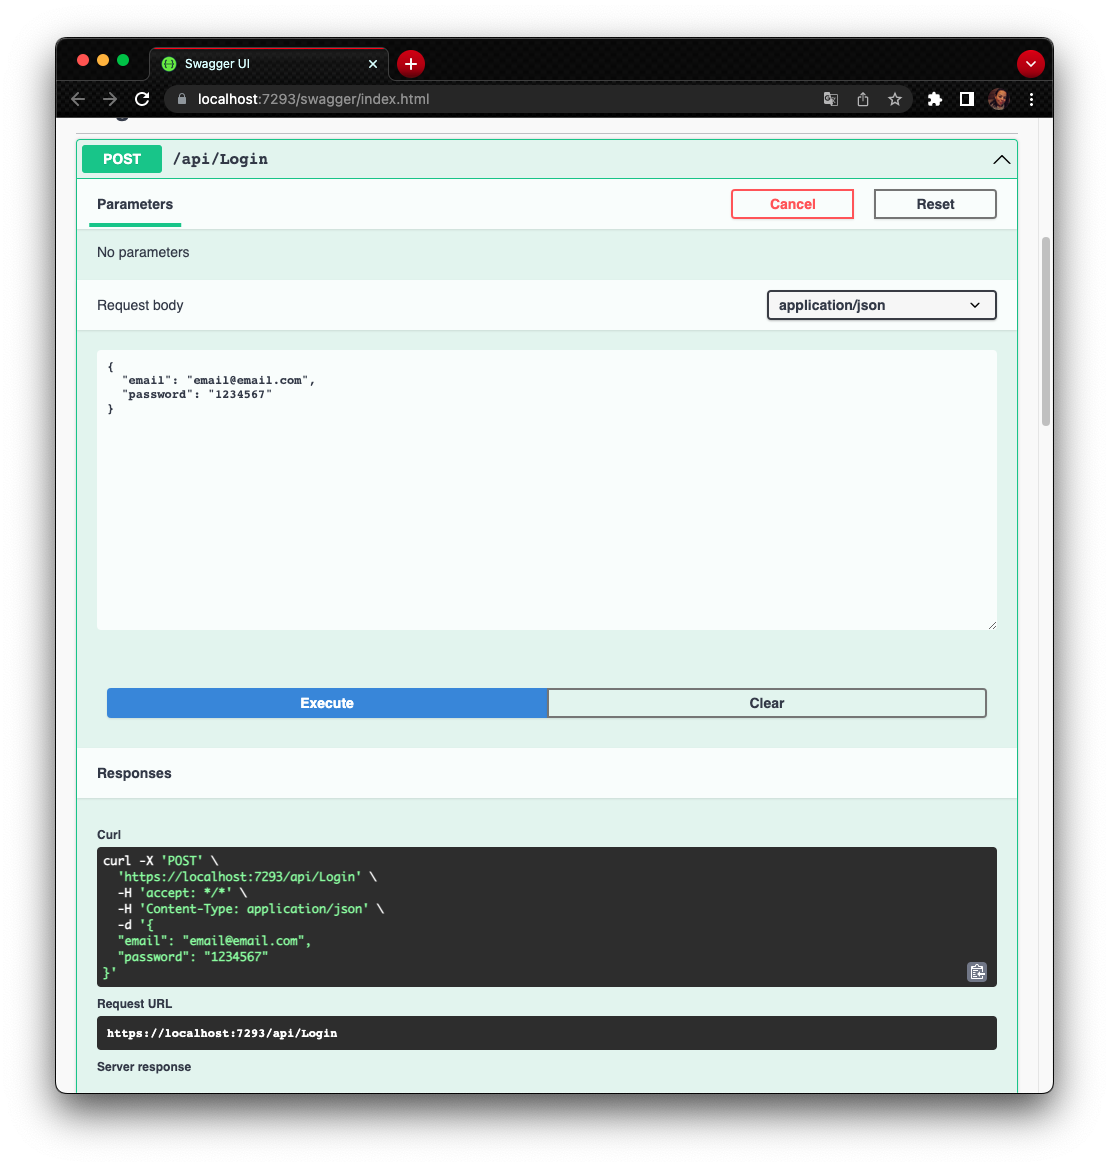 Swagger UI
localhost:7293/swagger/index.html
POST /api/Login
Parameters
Cancel
Reset
No parameters
Request body
application/json
{
"email": "email@email.com",
"password": "1234567"
}
Execute
Clear
Responses
Curl
curl -X 'POST' \
'https://localhost:7293/api/Login' \
-H 'accept: */*' \
-H 'Content-Type: application/json' \
-d '{
"email": "email@email.com",
"password": "1234567"
}'
Request URL
https://localhost:7293/api/Login
Server response